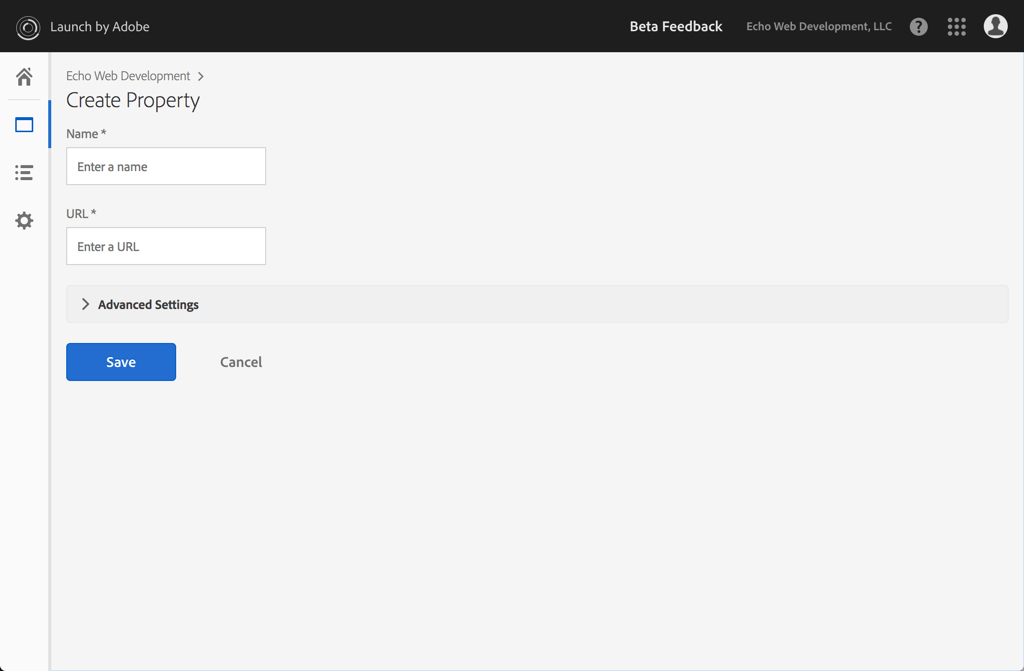 Launch by Adobe
Beta Feedback
Echo Web Development, LLC
?
Echo Web Development >
Create Property
Name *
Enter a name
URL *
Enter a URL
Advanced Settings
Save
Cancel